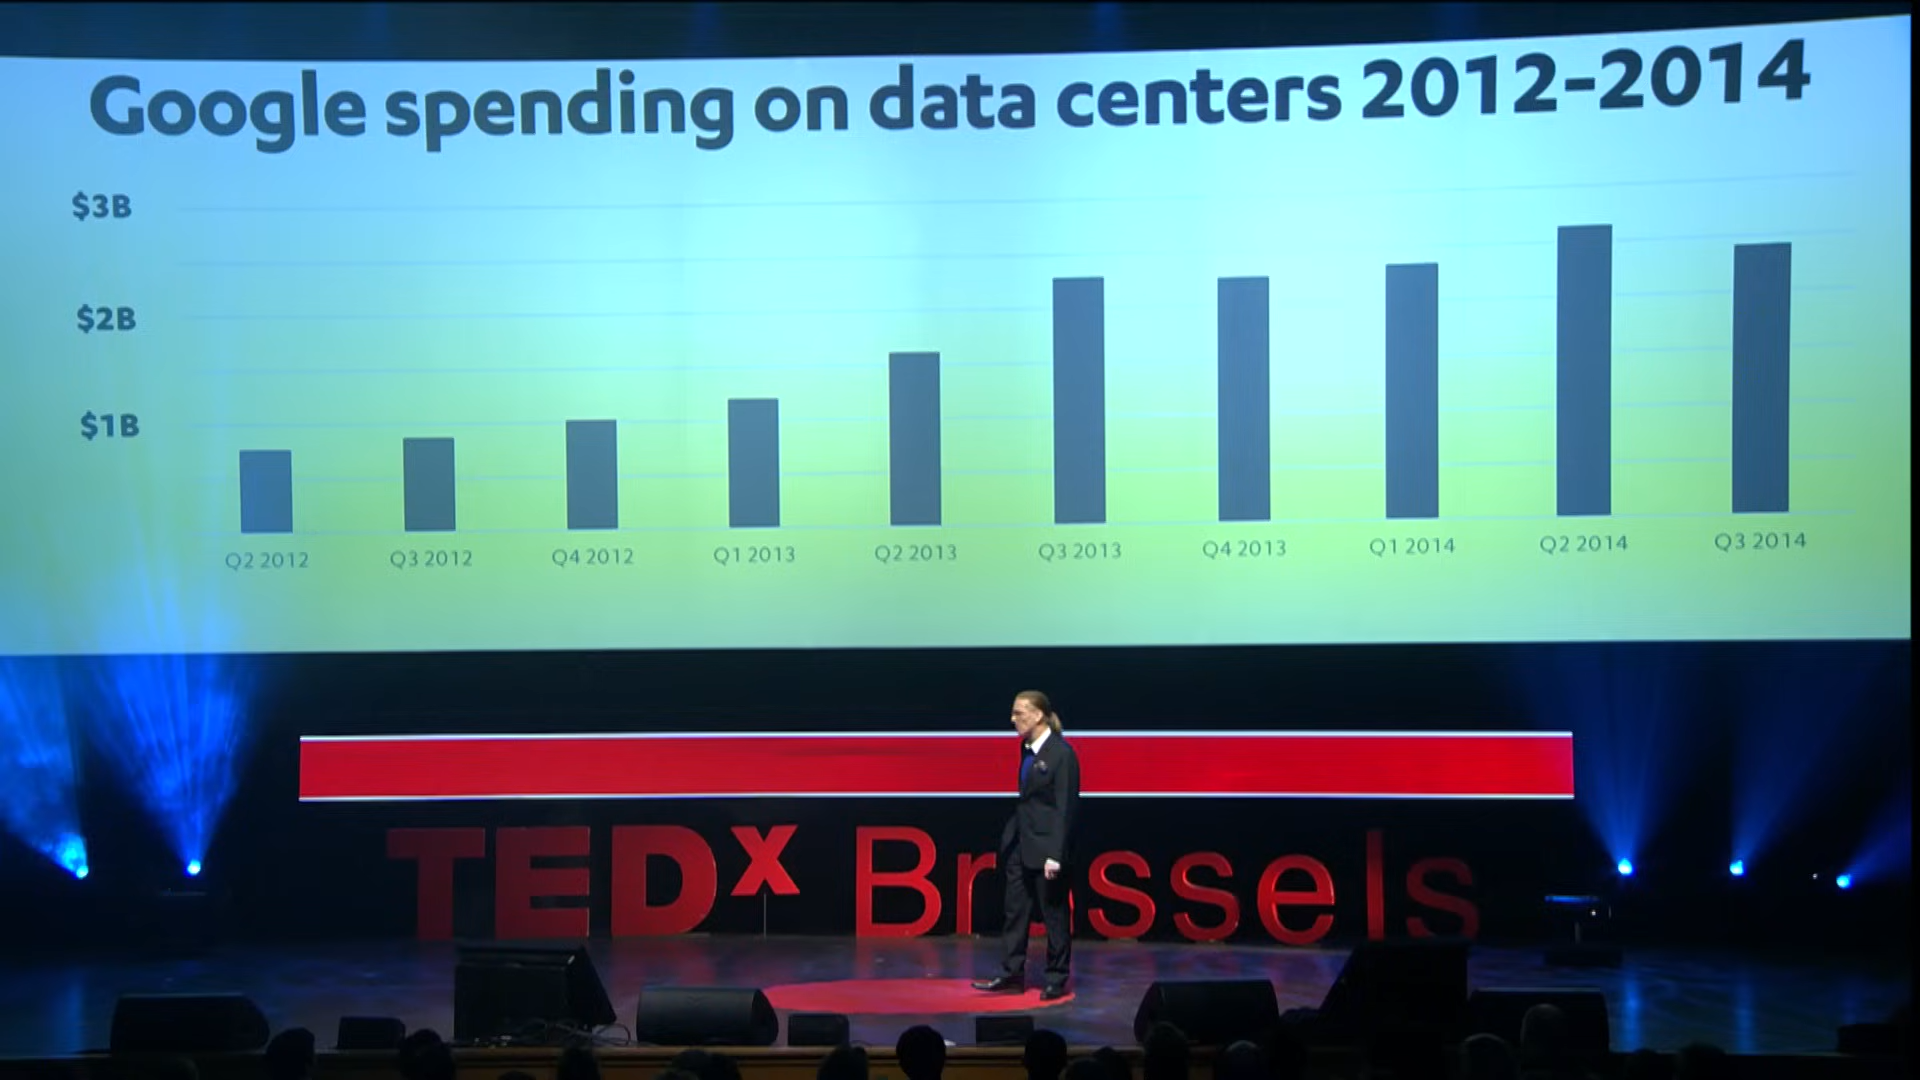 Google spending on data centers 2012-2014
$3B
$2B
$1B
Q2 2012 Q3 2012 Q4 2012 Q1 2013 Q2 2013 Q3 2013 Q4 2013 Q1 2014 Q2 2014 Q3 2014
TEDx Brussels